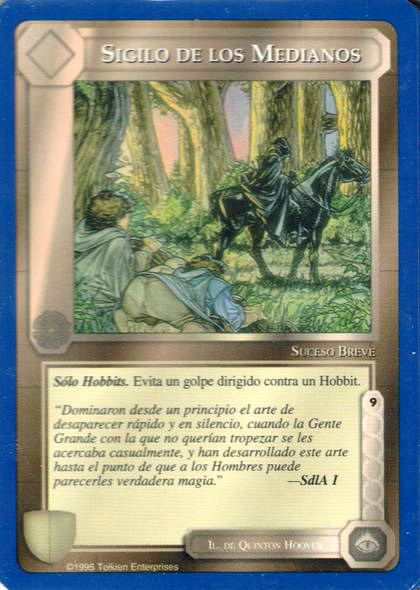 Sigilo de los Medianos
Suceso Breve
Sólo Hobbits. Evita un golpe dirigido contra un Hobbit.
9
“Dominaron desde un principio el arte de
desaparecer rápido y en silencio, cuando la Gente
Grande con la que no querían tropezar se les
acercaba casualmente, y han desarrollado este arte
hasta el punto de que a los Hombres puede
parecerles verdadera magia.” —SdlA I
Il. de Quinton Hoover
©1995 Tolkien Enterprises